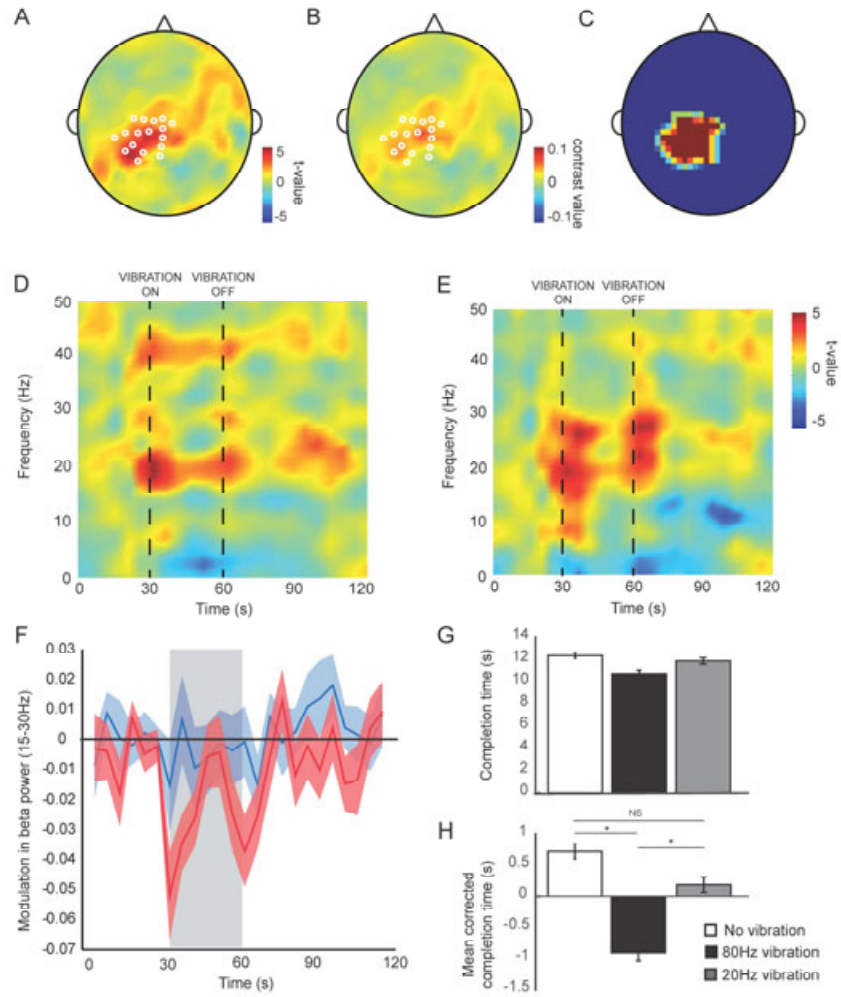 A
B
C
5
0
-5
t-value
0.1
0
-0.1
contrast value
D
VIBRATION ON
VIBRATION OFF
50
40
30
20
10
0
Frequency (Hz)
0
30
60
90
120
Time (s)
E
VIBRATION ON
VIBRATION OFF
50
40
30
20
10
0
Frequency (Hz)
0
30
60
90
120
Time (s)
5
0
-5
t-value
F
0.03
0.02
0.01
0
-0.01
-0.02
-0.03
-0.04
-0.05
-0.06
-0.07
Modulation in beta power (15-30Hz)
0
30
60
90
120
Time (s)
G
14
12
10
8
6
4
2
0
Completion time (s)
H
NS
*
*
1
0.5
0
-0.5
-1
-1.5
Mean corrected
completion time (s)
No vibration
80Hz vibration
20Hz vibration